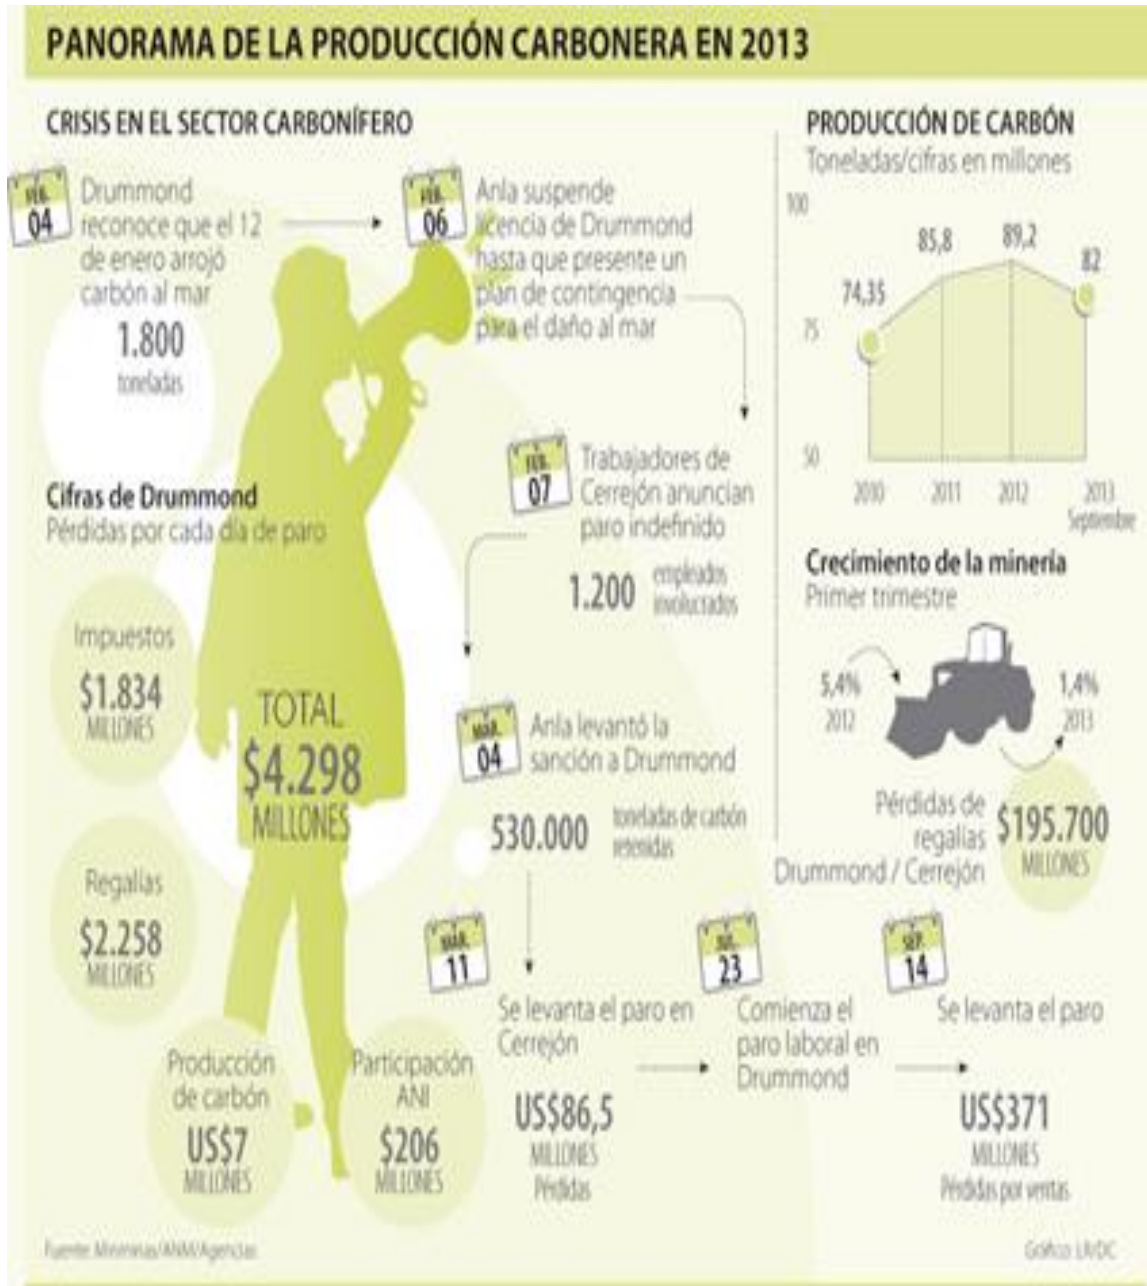 PANORAMA DE LA PRODUCCIÓN CARBONERA EN 2013
CRISIS EN EL SECTOR CARBONÍFERO
FEB.
04
Drummond
reconoce que el 12
de enero arrojó
carbón al mar
1.800
toneladas
FEB.
06
Anla suspende
licencia de Drummond
hasta que presente un
plan de contingencia
para el daño al mar
FEB.
07
Trabajadores de
Cerrejón anuncian
paro indefinido
1.200
empleados
involucrados
Cifras de Drummond
Pérdidas por cada día de paro
Impuestos
$1.834
MILLONES
TOTAL
$4.298
MILLONES
Regalías
$2.258
MILLONES
Producción
de carbón
US$7
MILLONES
Participación
ANI
$206
MILLONES
MAR.
04
Anla levantó la
sanción a Drummond
530.000
toneladas de carbón
retenidas
MAR.
11
Se levanta el paro en
Cerrejón
US$86,5
MILLONES
Pérdidas
JUL.
23
Comienza el
paro laboral en
Drummond
SEP.
14
Se levanta el paro
US$371
MILLONES
Pérdidas por ventas
PRODUCCIÓN DE CARBÓN
Toneladas/cifras en millones
100
75
50
74,35
85,8
89,2
82
2010
2011
2012
2013
Septiembre
Crecimiento de la minería
Primer trimestre
5,4%
2012
1,4%
2013
Pérdidas de
regalías
Drummond / Cerrejón
$195.700
MILLONES
Fuente: Minminas/ANM/Agencias
Gráfico: LR/DC